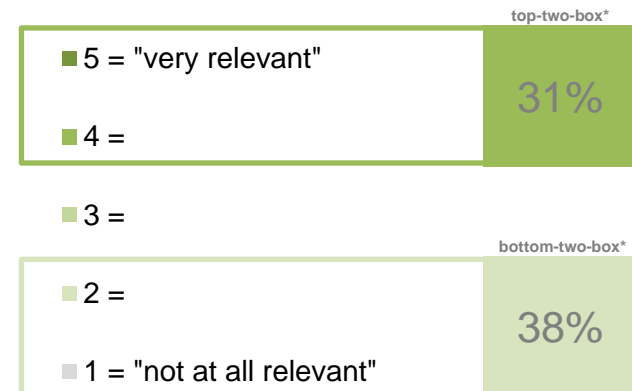 top-two-box*
5 = "very relevant"
31%
4 =
3 =
bottom-two-box*
2 =
38%
1 = "not at all relevant"